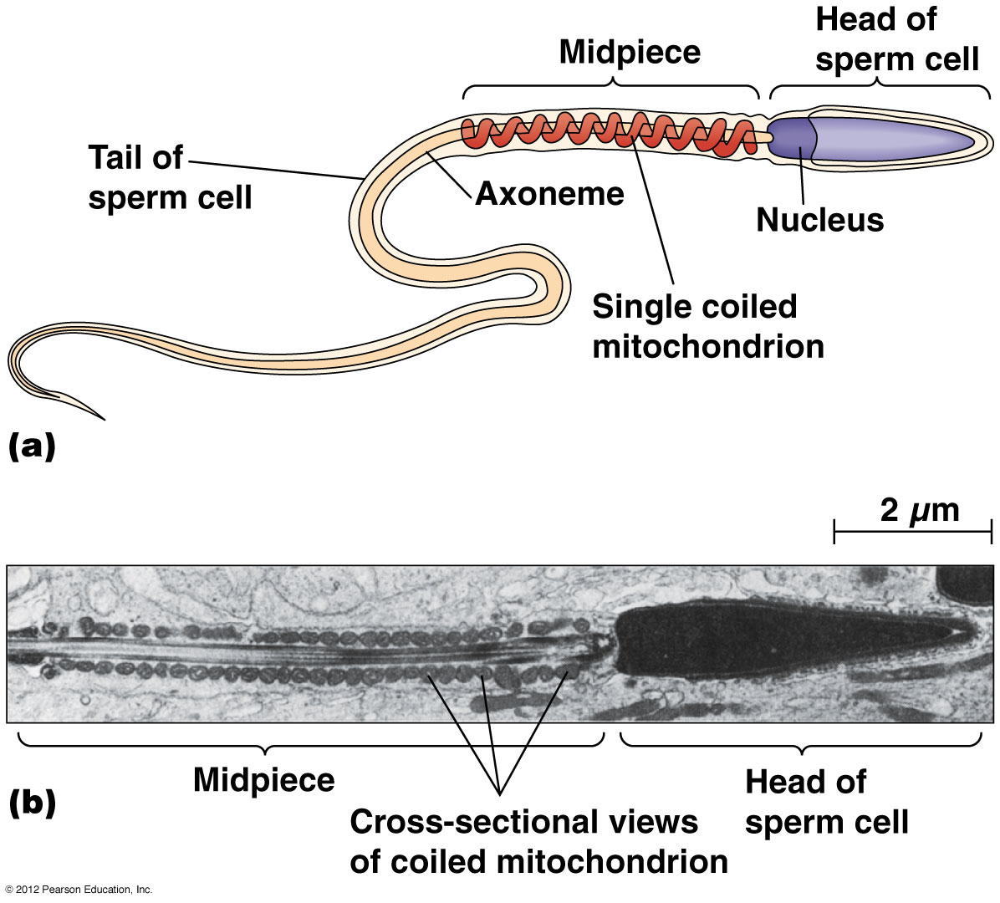 Head of
sperm cell
Midpiece
Tail of
sperm cell
Axoneme
Nucleus
Single coiled
mitochondrion
(a)
2 µm
Midpiece
Head of
sperm cell
(b)
Cross-sectional views
of coiled mitochondrion
© 2012 Pearson Education, Inc.